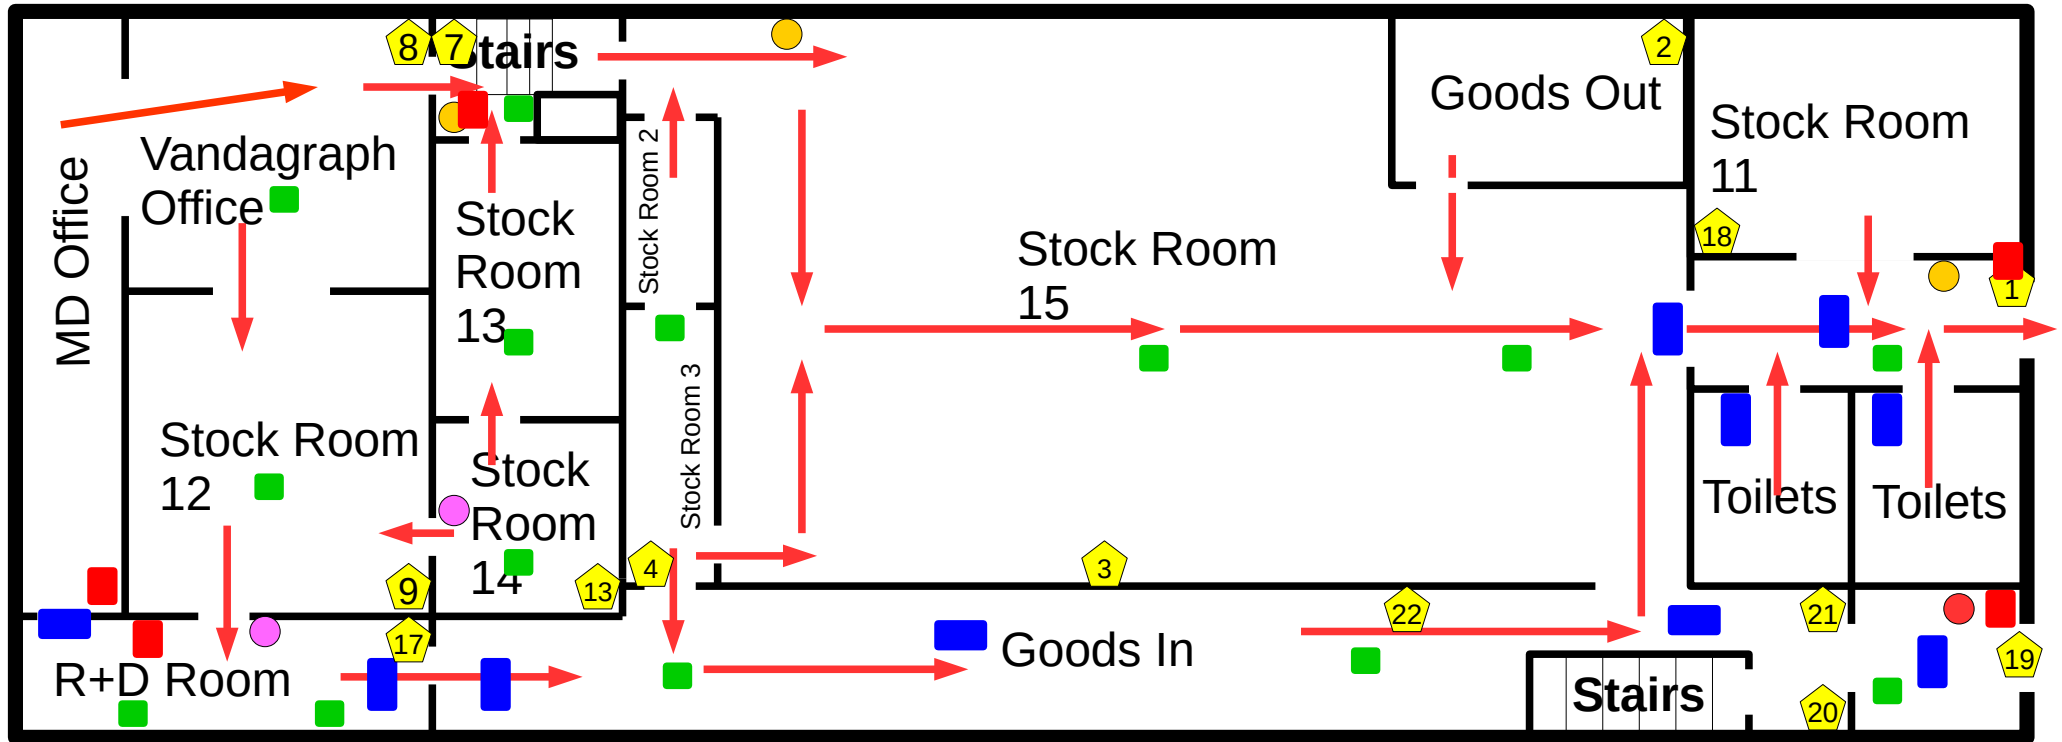 8
7
Stairs
2
Goods Out
Stock Room
11
Vandagraph
Office
MD Office
Stock Room 2
Stock
Room
13
Stock Room
15
18
1
Stock Room 3
Stock Room
12
Stock
Room
14
Toilets
Toilets
9
13
4
3
22
21
17
R+D Room
Goods In
19
Stairs
20